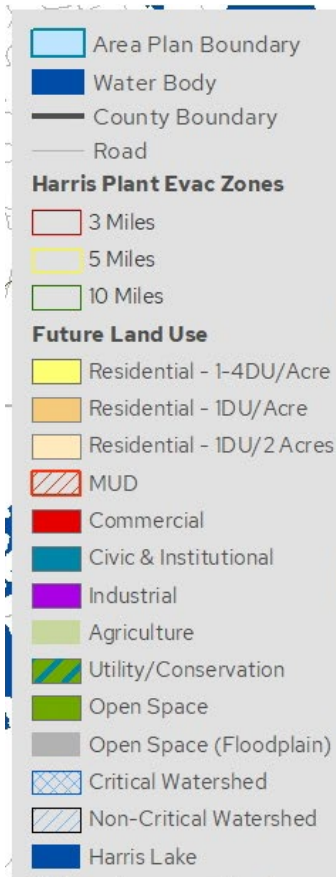 Area Plan Boundary
Water Body
County Boundary
Road
Harris Plant Evac Zones
3 Miles
5 Miles
10 Miles
Future Land Use
Residential - 1-4DU/Acre
Residential - 1DU/Acre
Residential - 1DU/2 Acres
MUD
Commercial
Civic & Institutional
Industrial
Agriculture
Utility/Conservation
Open Space
Open Space (Floodplain)
Critical Watershed
Non-Critical Watershed
Harris Lake